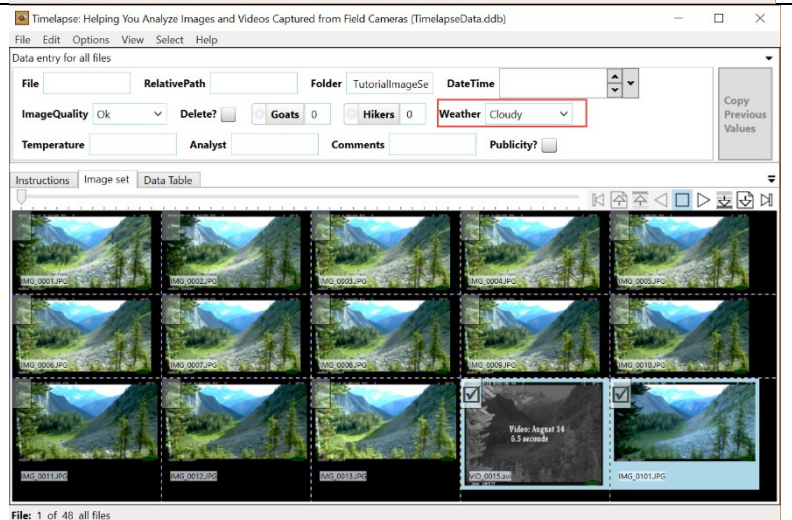 Timelapse: Helping You Analyze Images and Videos Captured from Field Cameras (TimelapseData.ddb)
File Edit Options View Select Help
Data entry for all files
File RelativePath Folder TutorialImageSe DateTime
ImageQuality Ok Delete? Goats 0 Hikers 0 Weather Cloudy
Copy
Previous
Values
Temperature Analyst Comments Publicity?
Instructions Image set Data Table
IMG_0001.JPG IMG_0002.JPG IMG_0003.JPG IMG_0004.JPG IMG_0005.JPG
IMG_0006.JPG IMG_0007.JPG IMG_0008.JPG IMG_0009.JPG IMG_0010.JPG
Video: August 14
6.5 seconds
IMG_0011.JPG IMG_0012.JPG IMG_0013.JPG VID_0015.avi IMG_0101.JPG
File: 1 of 48 all files